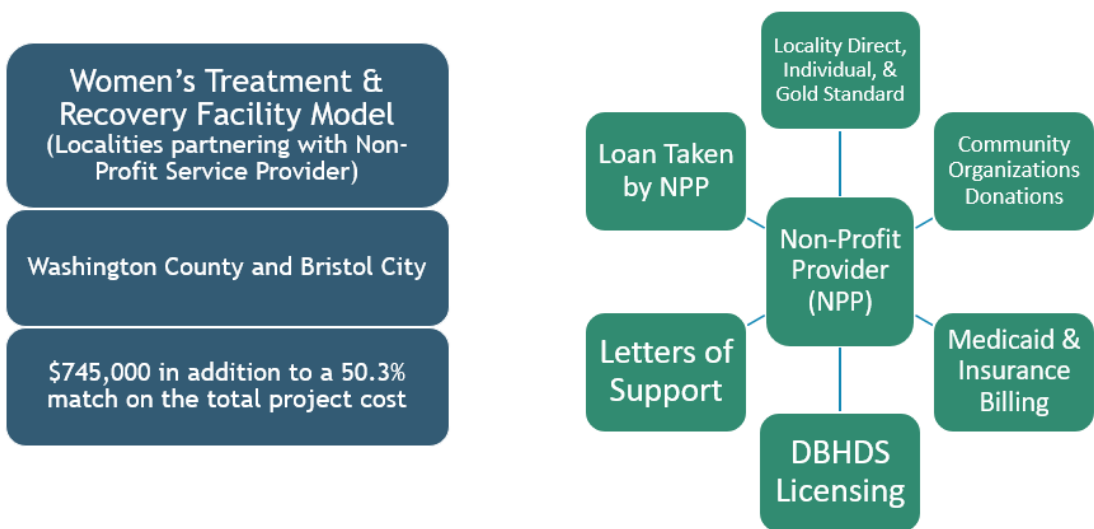 Women's Treatment &
Recovery Facility Model
(Localities partnering with Non-
Profit Service Provider)
Washington County and Bristol City
$745,000 in addition to a 50.3%
match on the total project cost
Locality Direct,
Individual, &
Gold Standard
Loan Taken
by NPP
Community
Organizations
Donations
Non-Profit
Provider
(NPP)
Letters of
Support
Medicaid &
Insurance
Billing
DBHDS
Licensing